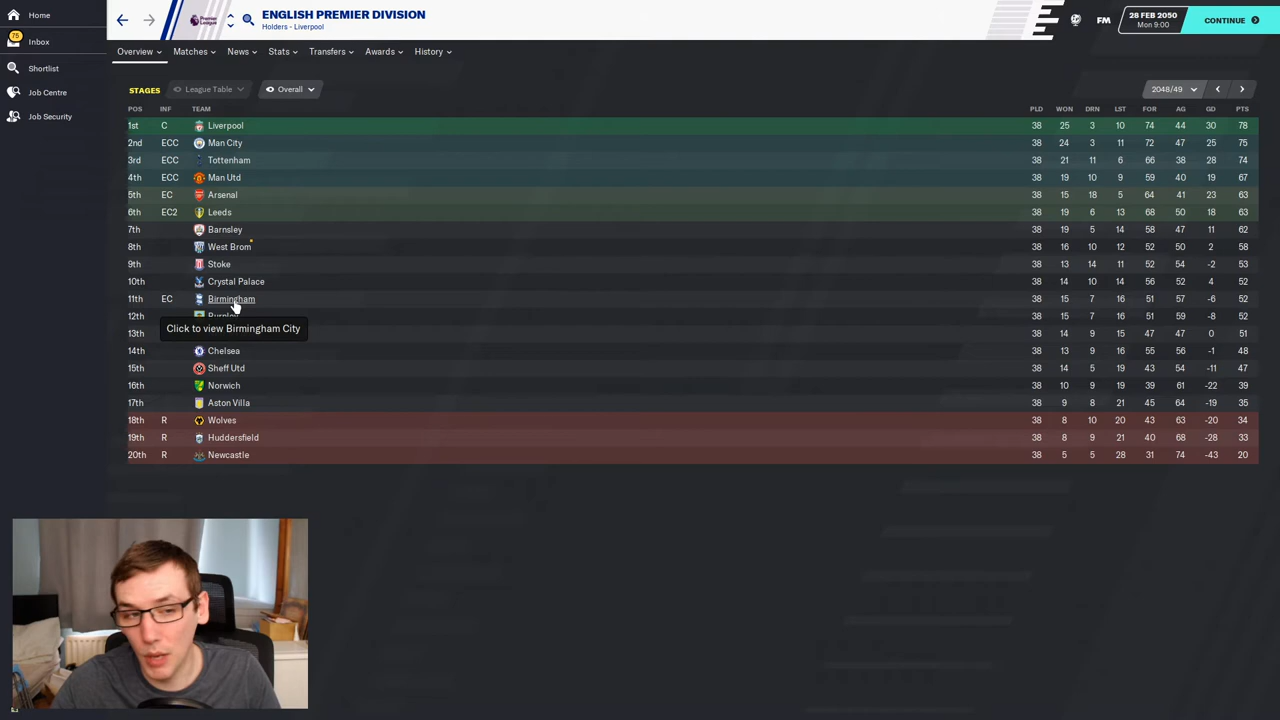 Home
75
Inbox
Shortlist
Job Centre
Job Security
Premier League
ENGLISH PREMIER DIVISION
Holders - Liverpool
FM
28 FEB 2050
Mon 9:00
CONTINUE
Overview Matches News Stats Transfers Awards History
STAGES League Table Overall 2048/49
POS INF TEAM PLD WON DRN LST FOR AG GD PTS
1st C Liverpool 38 25 3 10 74 44 30 78
2nd ECC Man City 38 24 3 11 72 47 25 75
3rd ECC Tottenham 38 21 11 6 66 38 28 74
4th ECC Man Utd 38 19 10 9 59 40 19 67
5th EC Arsenal 38 15 18 5 64 41 23 63
6th EC2 Leeds 38 19 6 13 68 50 18 63
7th Barnsley 38 19 5 14 58 47 11 62
8th West Brom 38 16 10 12 52 50 2 58
9th Stoke 38 13 14 11 52 54 -2 53
10th Crystal Palace 38 14 10 14 56 52 4 52
11th EC Birmingham 38 15 7 16 51 57 -6 52
12th Burnley 38 15 7 16 51 59 -8 52
Click to view Birmingham City
13th 38 14 9 15 47 47 0 51
14th Chelsea 38 13 9 16 55 56 -1 48
15th Sheff Utd 38 14 5 19 43 54 -11 47
16th Norwich 38 10 9 19 39 61 -22 39
17th Aston Villa 38 9 8 21 45 64 -19 35
18th R Wolves 38 8 10 20 43 63 -20 34
19th R Huddersfield 38 8 9 21 40 68 -28 33
20th R Newcastle 38 5 5 28 31 74 -43 20